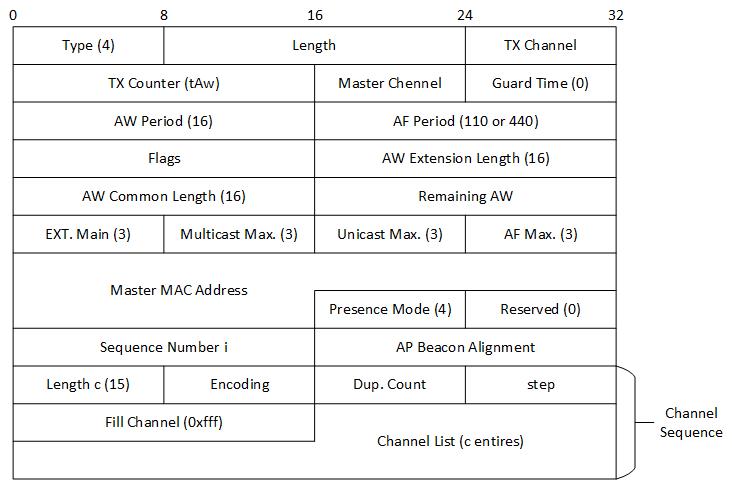 0 8 16 24 32
Type (4) Length TX Channel
TX Counter (tAw) Master Chennel Guard Time (0)
AW Period (16) AF Period (110 or 440)
Flags AW Extension Length (16)
AW Common Length (16) Remaining AW
EXT. Main (3) Multicast Max. (3) Unicast Max. (3) AF Max. (3)
Master MAC Address
Presence Mode (4) Reserved (0)
Sequence Number i AP Beacon Alignment
Length c (15) Encoding Dup. Count step
Fill Channel (0xfff)
Channel List (c entires)
Channel
Sequence